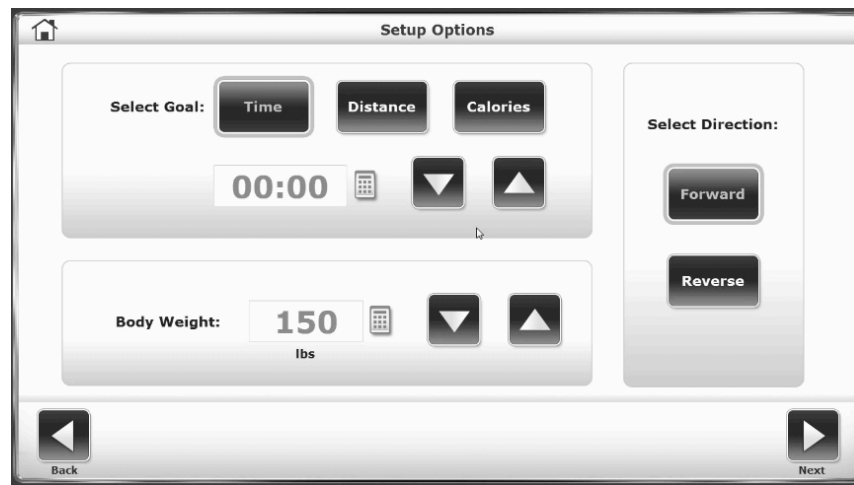 Setup Options
Select Goal: Time Distance Calories
00:00
Select Direction:
Forward
Reverse
Body Weight: 150
lbs
Back
Next